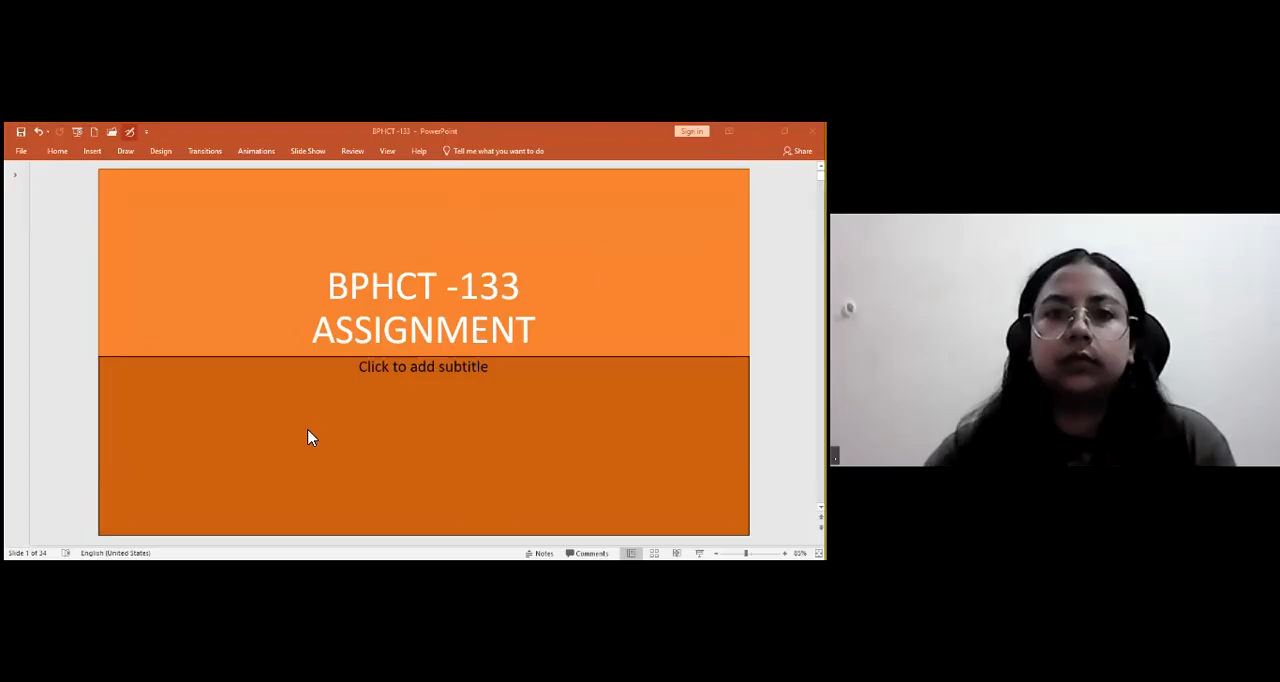 BPHCT -133 - PowerPoint
Sign in
File Home Insert Draw Design Transitions Animations Slide Show Review View Help Tell me what you want to do Share
BPHCT -133
ASSIGNMENT
Click to add subtitle
Slide 1 of 34 English (United States) Notes Comments 85%